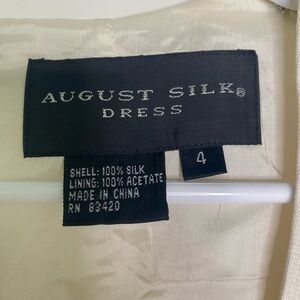 AUGUST SILK®
DRESS
4
SHELL: 100% SILK
LINING: 100% ACETATE
MADE IN CHINA
RN 83420